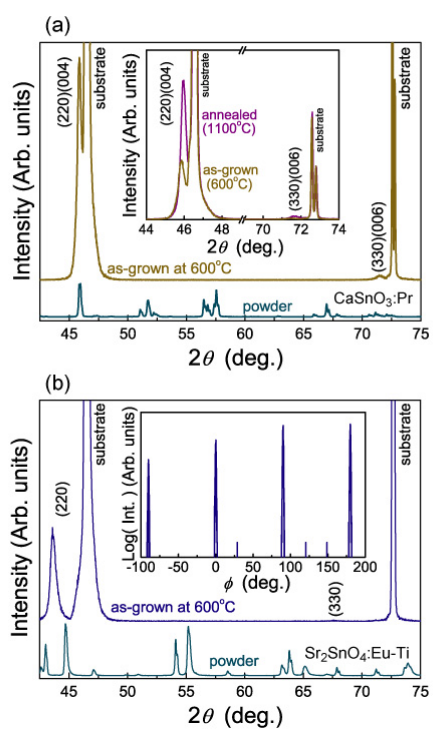 (a)
Intensity (Arb. units)
(220)(004)
substrate
Intensity (Arb. units)
(220)(004)
substrate
annealed
(1100°C)
as-grown
(600°C)
(330)(006)
substrate
44 46 48 70 72 74
2θ (deg.)
(330)(006)
as-grown at 600°C
powder
CaSnO₃:Pr
45 50 55 60 65 70 75
2θ (deg.)
(b)
Intensity (Arb. units)
(220)
substrate
Log( Int. ) (Arb. units)
-100 -50 0 50 100 150 200
ϕ (deg.)
substrate
as-grown at 600°C
(330)
powder
Sr₂SnO₄:Eu-Ti
45 50 55 60 65 70 75
2θ (deg.)